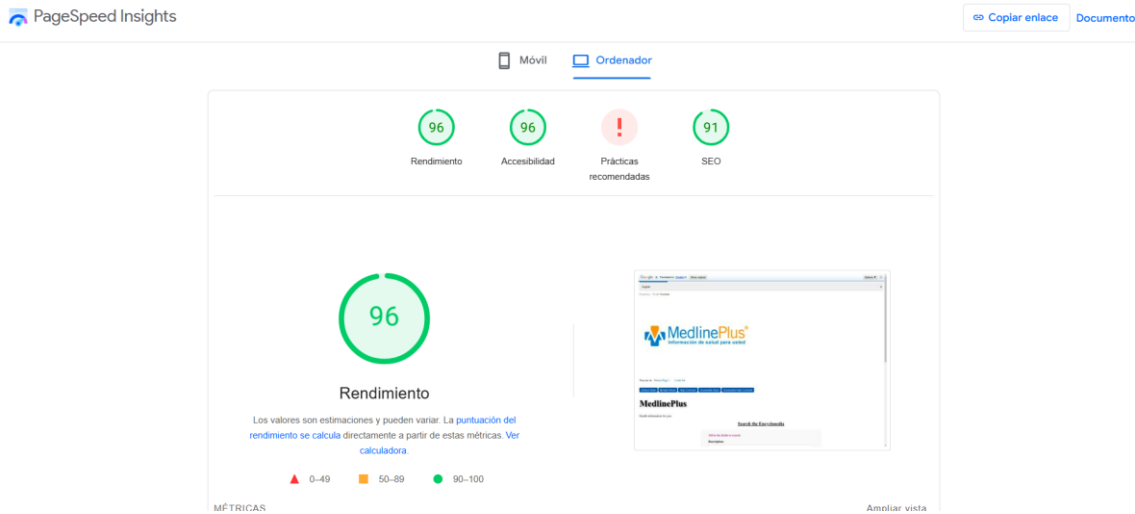 PageSpeed Insights
Copiar enlace
Documento
Móvil
Ordenador
96
96
91
Rendimiento
Accesibilidad
Prácticas
recomendadas
SEO
96
Rendimiento
Los valores son estimaciones y pueden variar. La puntuación del
rendimiento se calcula directamente a partir de estas métricas. Ver
calculadora.
0–49
50–89
90–100
MedlinePlus®
Información de salud para usted
MedlinePlus
Search the Encyclopedia
MÉTRICAS
Ampliar vista